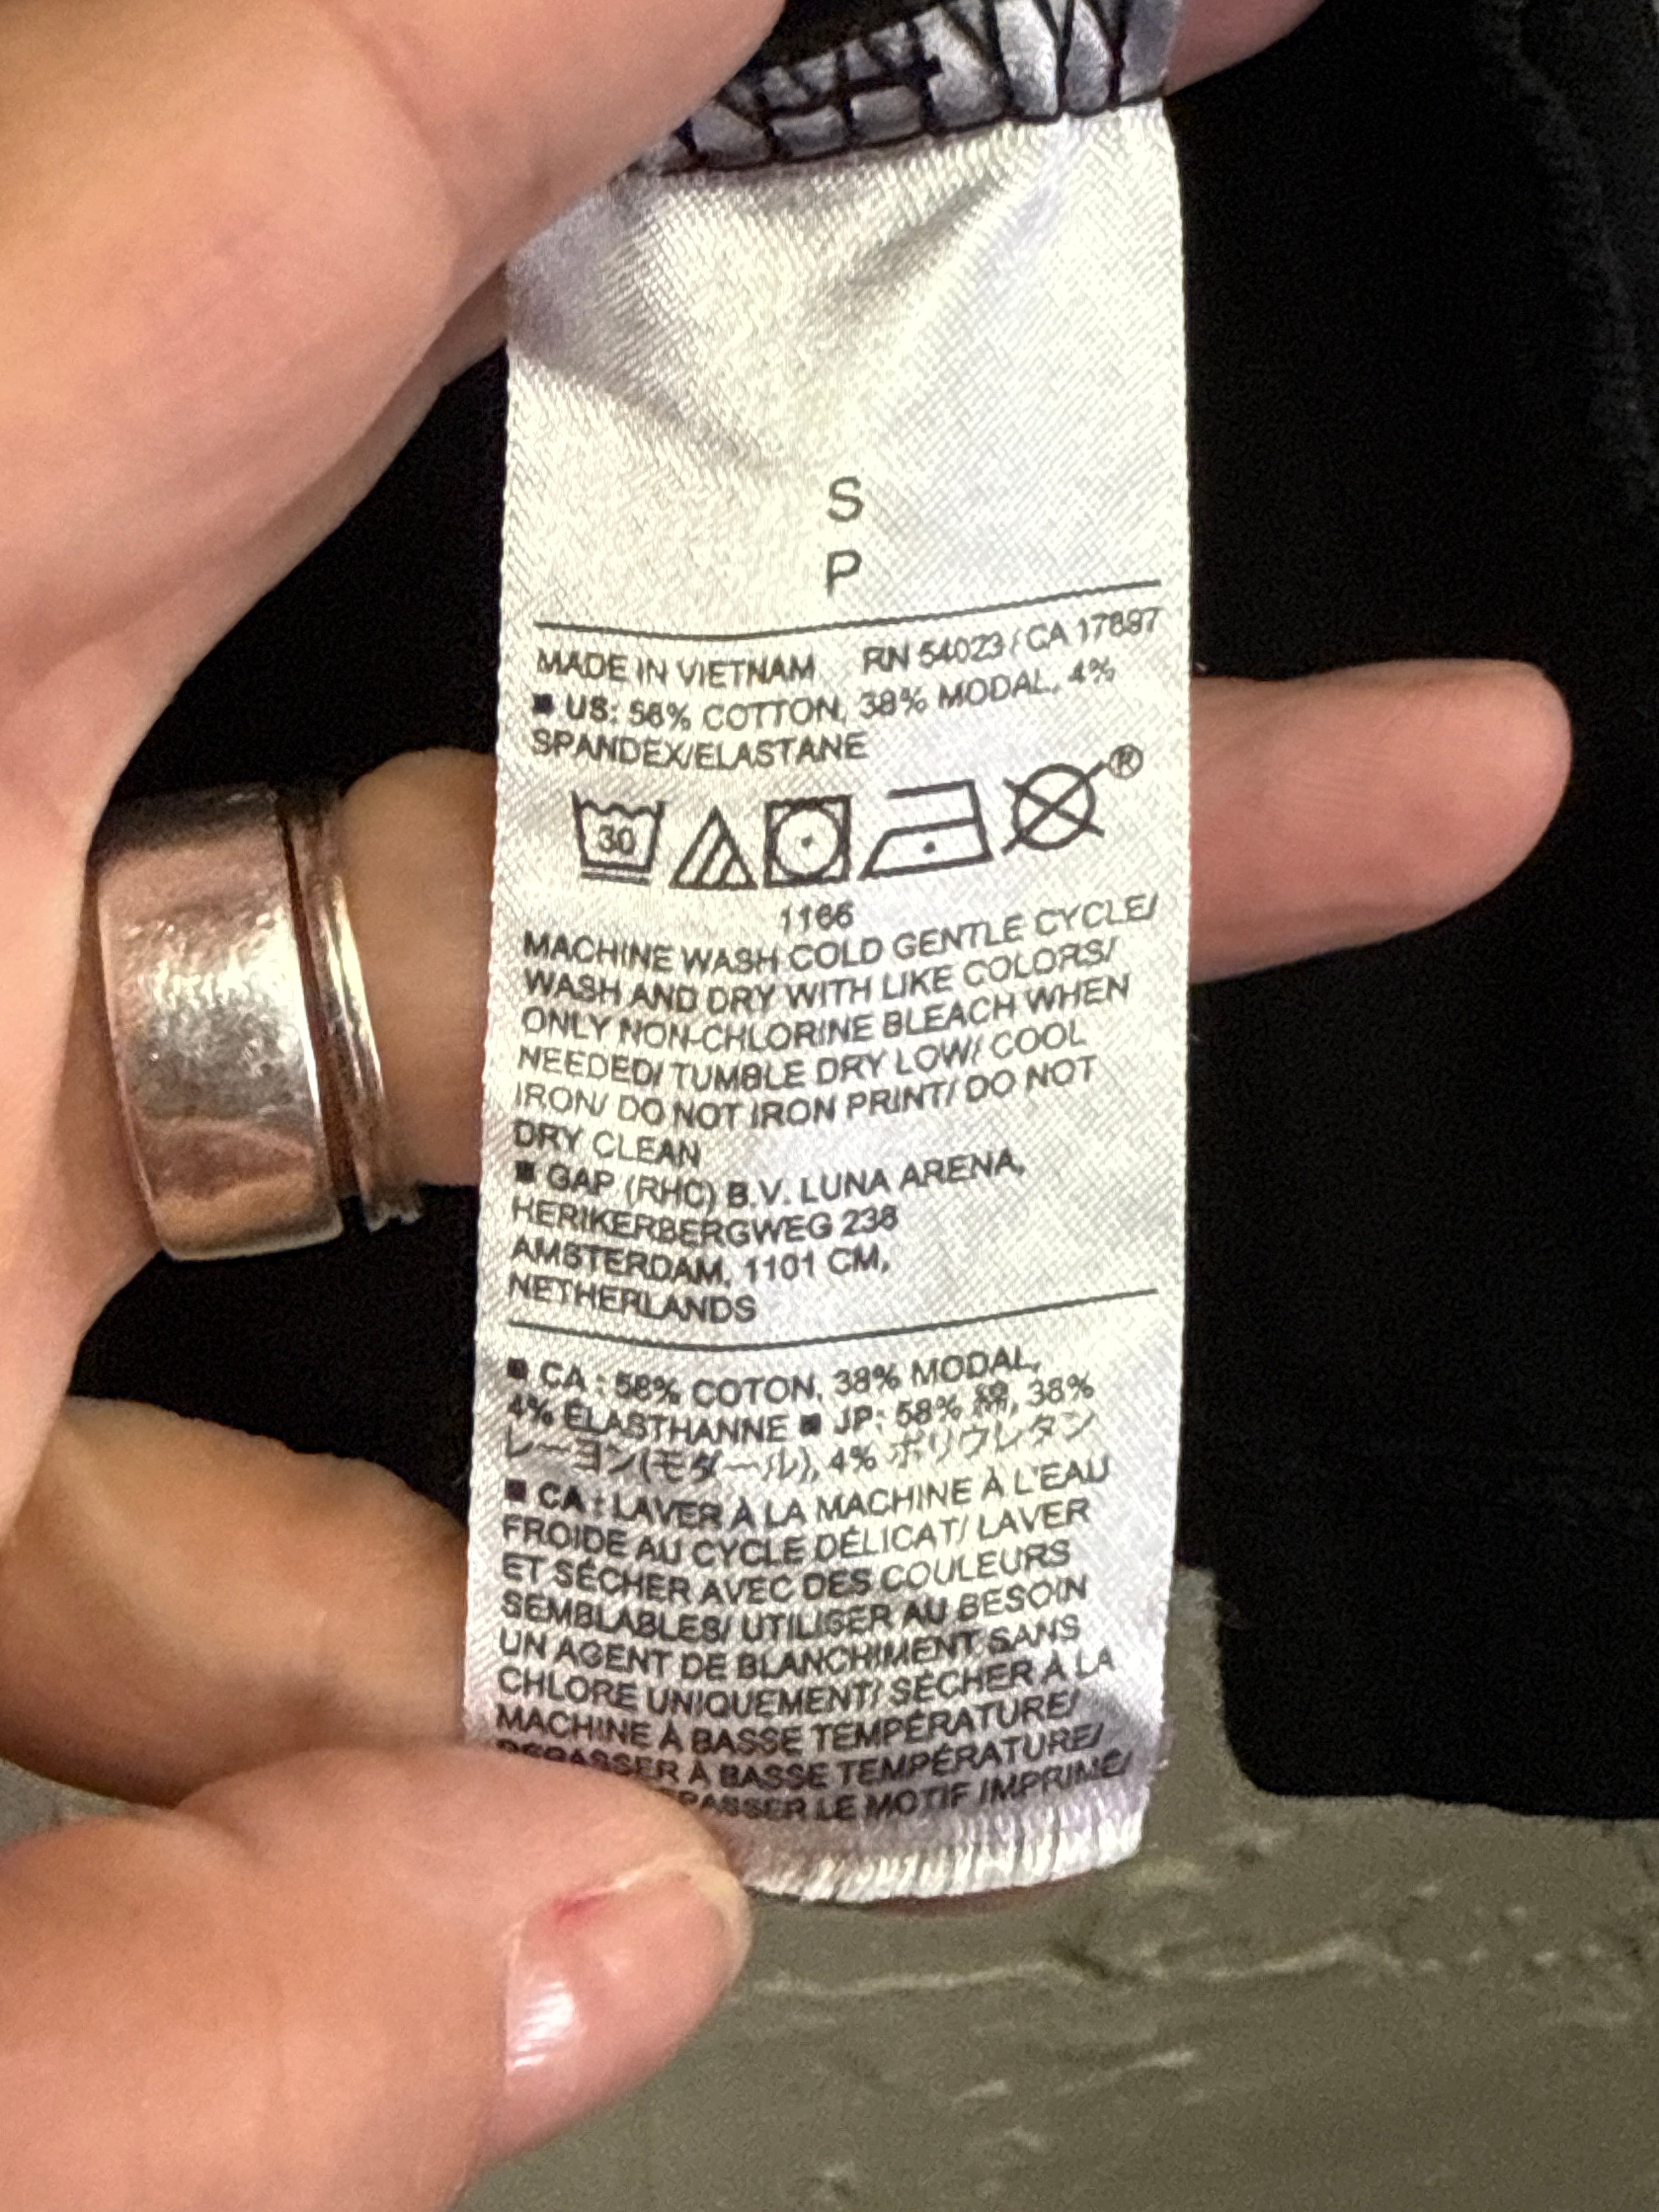 S
P
MADE IN VIETNAM RN 54023 / CA 17897
■ US: 58% COTTON, 38% MODAL, 4%
SPANDEX/ELASTANE
30
®
1166
MACHINE WASH COLD GENTLE CYCLE/
WASH AND DRY WITH LIKE COLORS/
ONLY NON-CHLORINE BLEACH WHEN
NEEDED/ TUMBLE DRY LOW/ COOL
IRON/ DO NOT IRON PRINT/ DO NOT
DRY CLEAN
■ GAP (RHC) B.V. LUNA ARENA,
HERIKERBERGWEG 238
AMSTERDAM, 1101 CM,
NETHERLANDS
■ CA : 58% COTON, 38% MODAL,
4% ÉLASTHANNE ■ JP: 58% 綿, 38%
レーヨン(モダール), 4% ポリウレタン
■ CA : LAVER À LA MACHINE À L'EAU
FROIDE AU CYCLE DÉLICAT/ LAVER
ET SÉCHER AVEC DES COULEURS
SEMBLABLES/ UTILISER AU BESOIN
UN AGENT DE BLANCHIMENT SANS
CHLORE UNIQUEMENT/ SÉCHER À LA
MACHINE À BASSE TEMPÉRATURE/
REPASSER À BASSE TEMPÉRATURE/
LE MOTIF IMPRIMÉ/